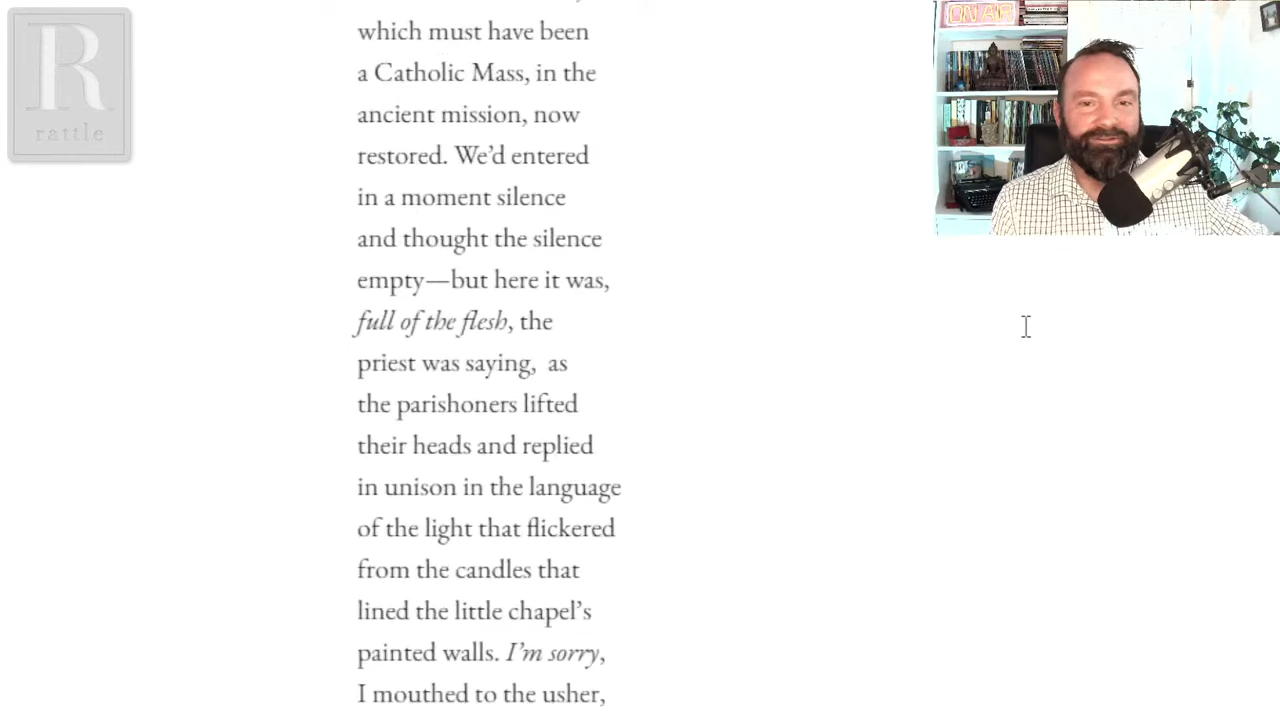 R
rattle
ON AIR
which must have been
a Catholic Mass, in the
ancient mission, now
restored. We’d entered
in a moment silence
and thought the silence
empty—but here it was,
full of the flesh, the
priest was saying,  as
the parishoners lifted
their heads and replied
in unison in the language
of the light that flickered
from the candles that
lined the little chapel’s
painted walls. I’m sorry,
I mouthed to the usher,